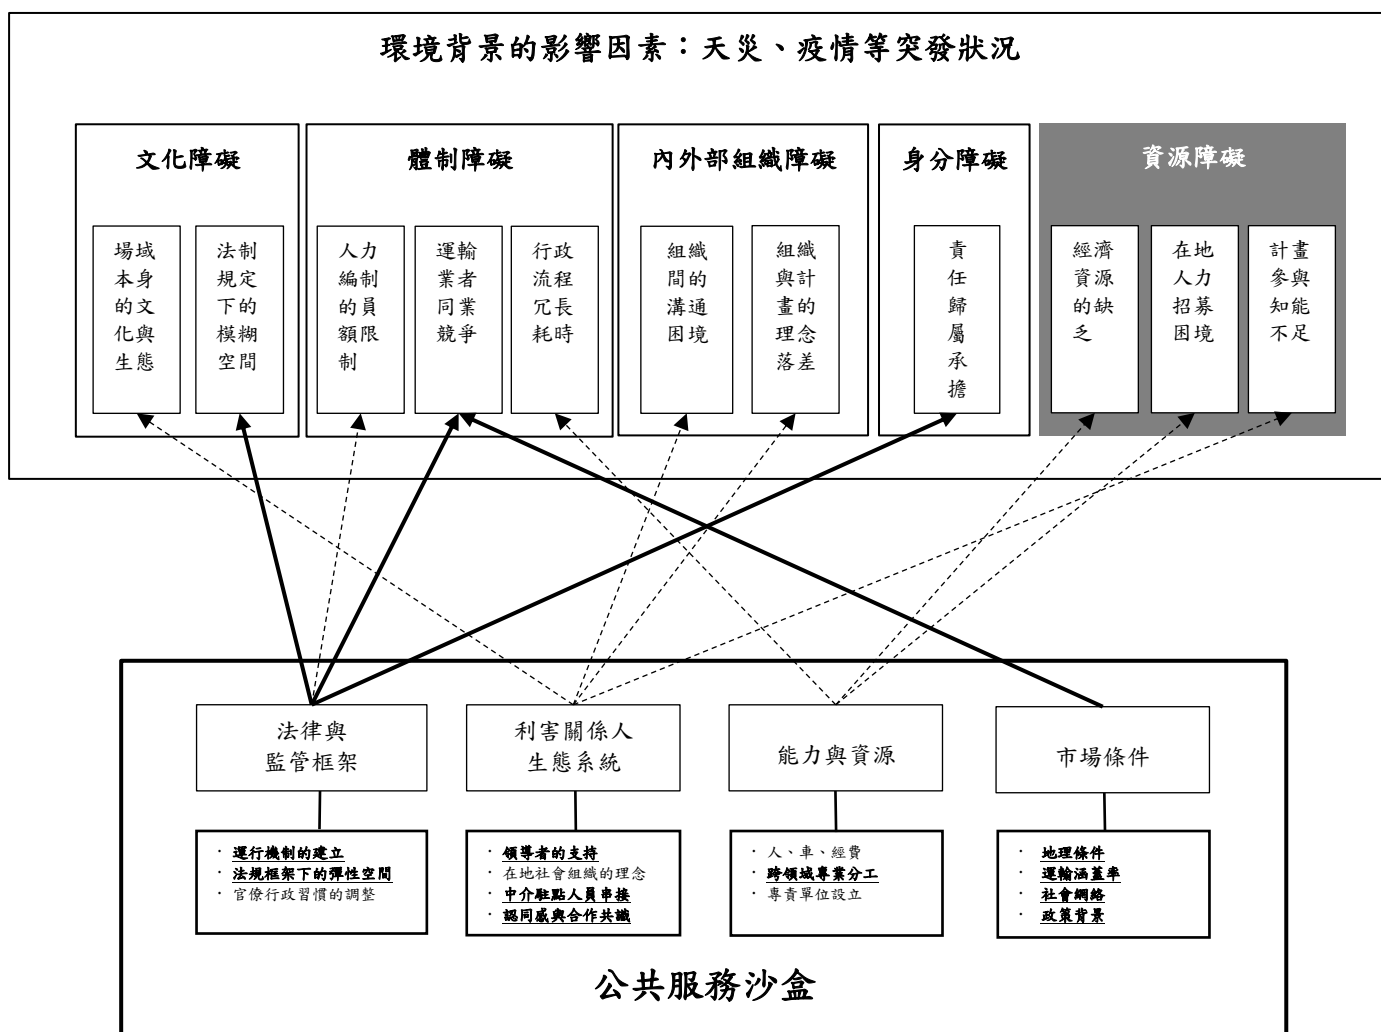 環境背景的影響因素：天災、疫情等突發狀況
文化障礙
場域
本身
的文
化與
生態
法制
規定
下的
模糊
空間
體制障礙
人力
編制
的員
額限
制
運輸
業者
同業
競爭
行政
流程
冗長
耗時
內外部組織障礙
組織
間的
溝通
困境
組織
與計
畫的
理念
落差
身分障礙
責
任
歸
屬
承
擔
資源障礙
經濟
資源
的缺
乏
在地
人力
招募
困境
計畫
參與
知能
不足
法律與
監管框架
· 運行機制的建立
· 法規框架下的彈性空間
· 官僚行政習慣的調整
利害關係人
生態系統
· 領導者的支持
· 在地社會組織的理念
· 中介駐點人員串接
· 認同感與合作共識
能力與資源
· 人、車、經費
· 跨領域專業分工
· 專責單位設立
市場條件
· 地理條件
· 運輸涵蓋率
· 社會網絡
· 政策背景
公共服務沙盒